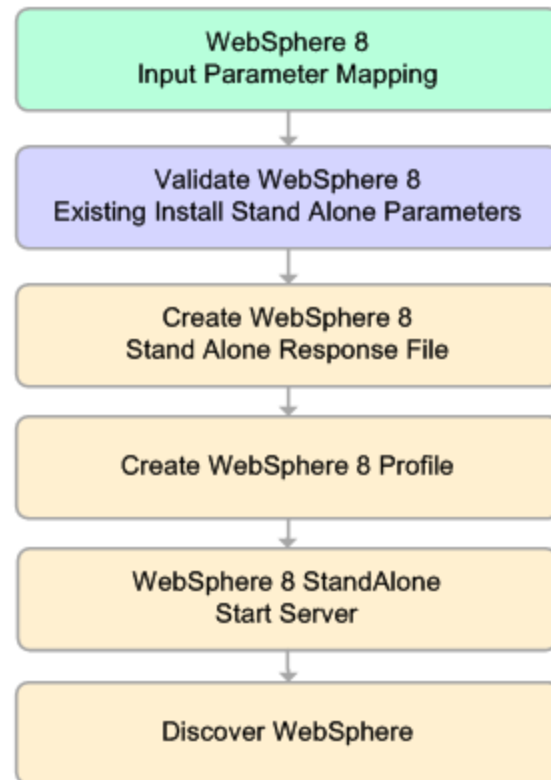 WebSphere 8
Input Parameter Mapping
Validate WebSphere 8
Existing Install Stand Alone Parameters
Create WebSphere 8
Stand Alone Response File
Create WebSphere 8 Profile
WebSphere 8 StandAlone
Start Server
Discover WebSphere